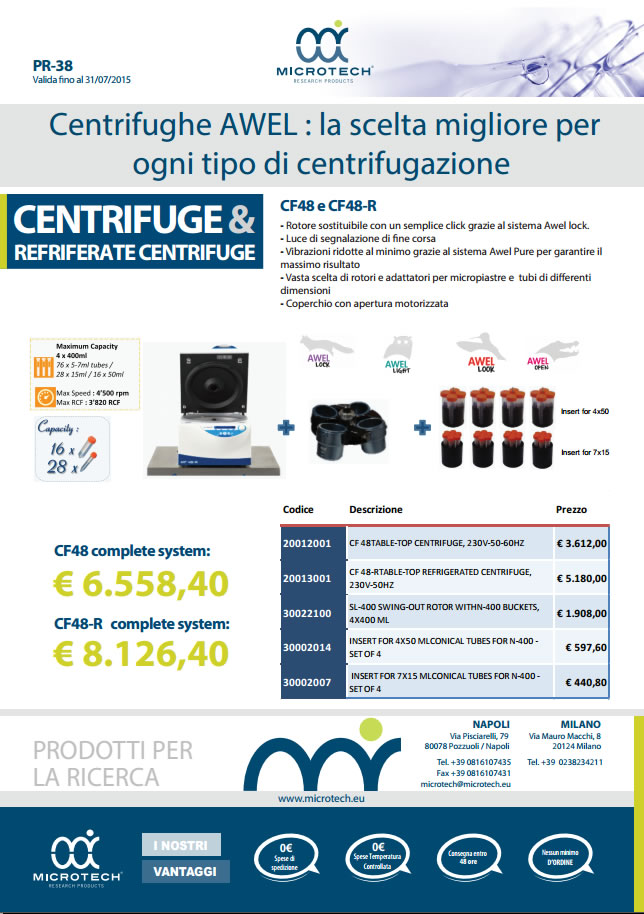 PR-38
Valida fino al 31/07/2015
MICROTECH
RESEARCH PRODUCTS
Centrifughe AWEL : la scelta migliore per
ogni tipo di centrifugazione
CENTRIFUGE &
REFRIFERATE CENTRIFUGE
CF48 e CF48-R
- Rotore sostituibile con un semplice click grazie al sistema Awel lock.
- Luce di segnalazione di fine corsa
- Vibrazioni ridotte al minimo grazie al sistema Awel Pure per garantire il
massimo risultato
- Vasta scelta di rotori e adattatori per micropiastre e tubi di differenti
dimensioni
- Coperchio con apertura motorizzata
Maximum Capacity
4 x 400ml
76 x 5-7ml tubes /
28 x 15ml / 16 x 50ml
Max Speed : 4'500 rpm
Max RCF : 3'820 RCF
Capacity :
16 x
28 x
AWEL
LOCK
AWEL
LIGHT
AWEL
LOOK
AWEL
OPEN
Insert for 4x50
Insert for 7x15
CF48 complete system:
€ 6.558,40
CF48-R complete system:
€ 8.126,40
Codice Descrizione Prezzo
20012001 CF 48TABLE-TOP CENTRIFUGE, 230V-50-60HZ € 3.612,00
20013001 CF 48-RTABLE-TOP REFRIGERATED CENTRIFUGE,
230V-50HZ € 5.180,00
30022100 SL-400 SWING-OUT ROTOR WITHN-400 BUCKETS,
4X400 ML € 1.908,00
30002014 INSERT FOR 4X50 MLCONICAL TUBES FOR N-400 -
SET OF 4 € 597,60
30002007 INSERT FOR 7X15 MLCONICAL TUBES FOR N-400 -
SET OF 4 € 440,80
PRODOTTI PER
LA RICERCA
www.microtech.eu
NAPOLI
Via Pisciarelli, 79
80078 Pozzuoli / Napoli
Tel. +39 0816107435
Fax +39 0816107431
microtech@microtech.eu
MILANO
Via Mauro Macchi, 8
20124 Milano
Tel. +39 0238234211
MICROTECH
RESEARCH PRODUCTS
I NOSTRI
VANTAGGI
0€
Spese di
spedizione
0€
Spese Temperatura
Controllata
Consegna entro
48 ore
Nessun minimo
D'ORDINE